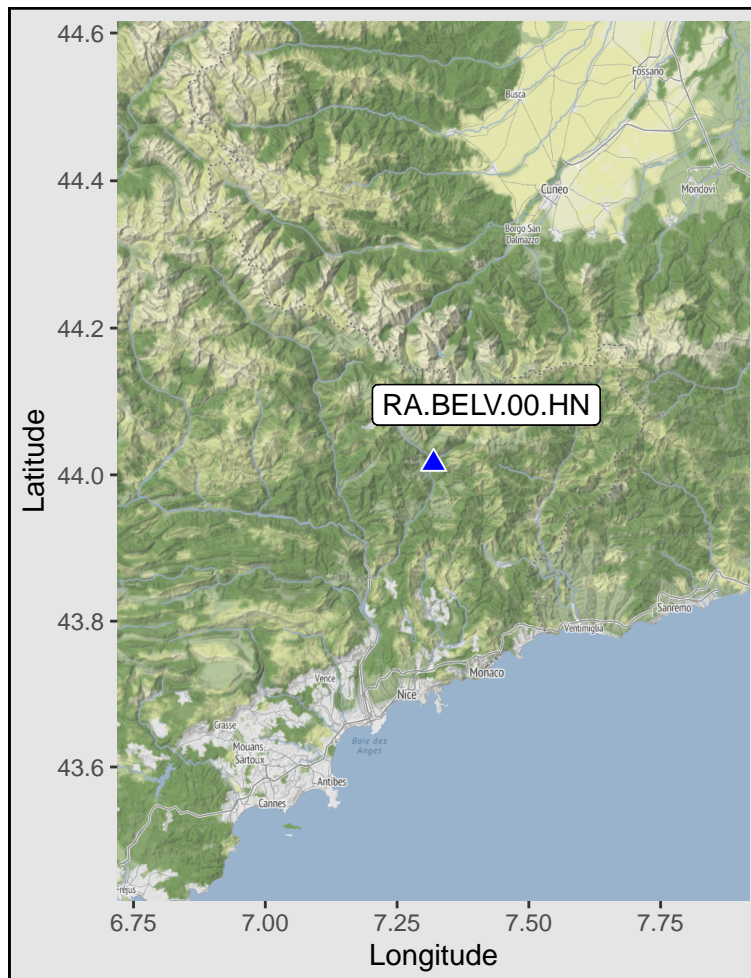 44.6
Fossano
Busca
44.4
Cuneo
Mondovì
Borgo San
Dalmazzo
44.2
RA.BELV.00.HN
Latitude
44.0
43.8
Sanremo
Ventimiglia
Monaco
Vence
Nice
Grasse
Baie des
Anges
Mouans
Sartoux
43.6
Antibes
Cannes
réjus
6.75
7.00
7.25
7.50
7.75
Longitude